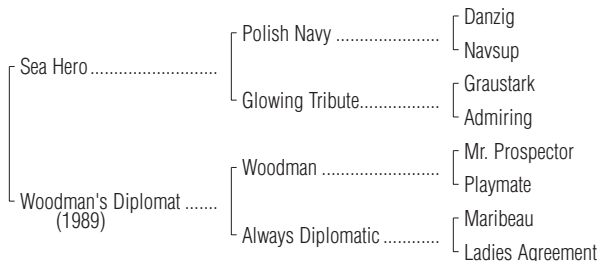 Danzig
Polish Navy ......................
Navsup
Sea Hero ...........................
Graustark
Glowing Tribute.................
Admiring
Mr. Prospector
Woodman .........................
Playmate
Woodman's Diplomat .......
(1989)
Maribeau
Always Diplomatic ............
Ladies Agreement